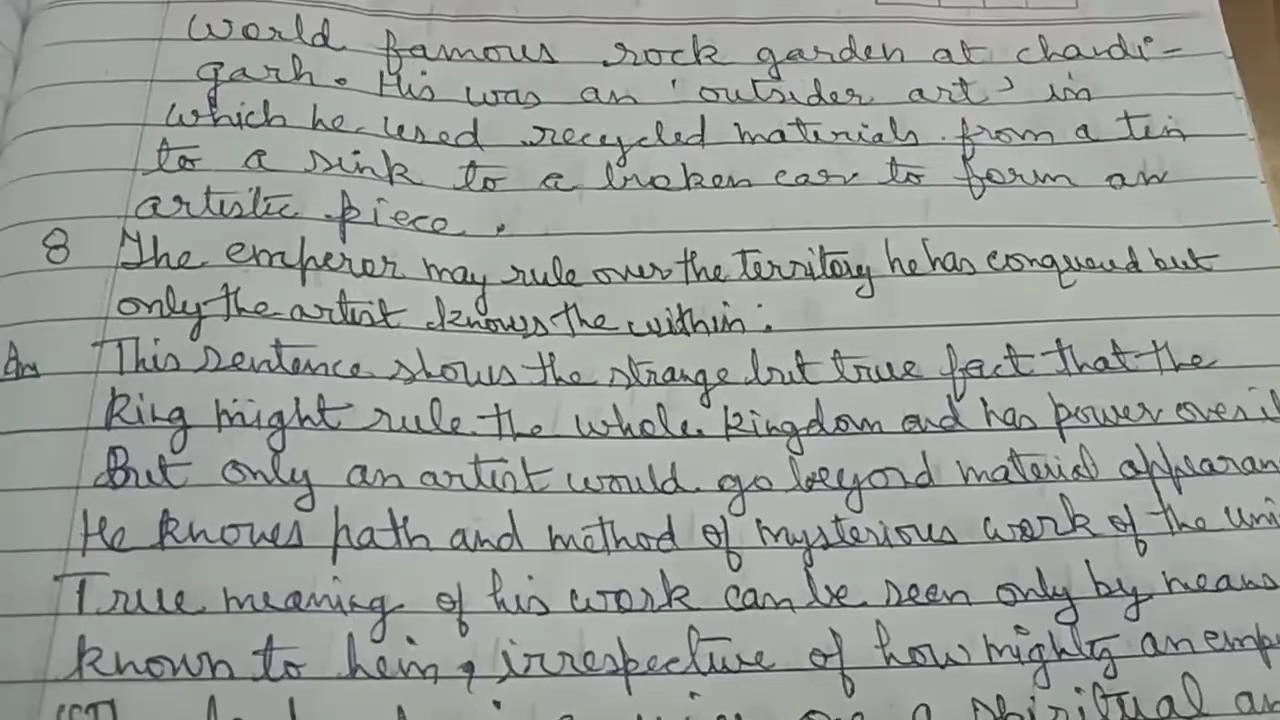 world famous rock garden at chandi-
garh. His was an 'outsider art' in
which he used recycled materials from a tin
to a sink to a broken car to form an
artistic piece.
8 The emperor may rule over the territory he has conquered but
only the artist knows the within.
Ans This sentence shows the strange but true fact that the
king might rule the whole kingdom and has power over i
But only an artist would go beyond material apparan
He knows path and method of mysterious work of the uni
True meaning of his work can be seen only by means
known to him, irrespective of how mighty an emp
a spiritual